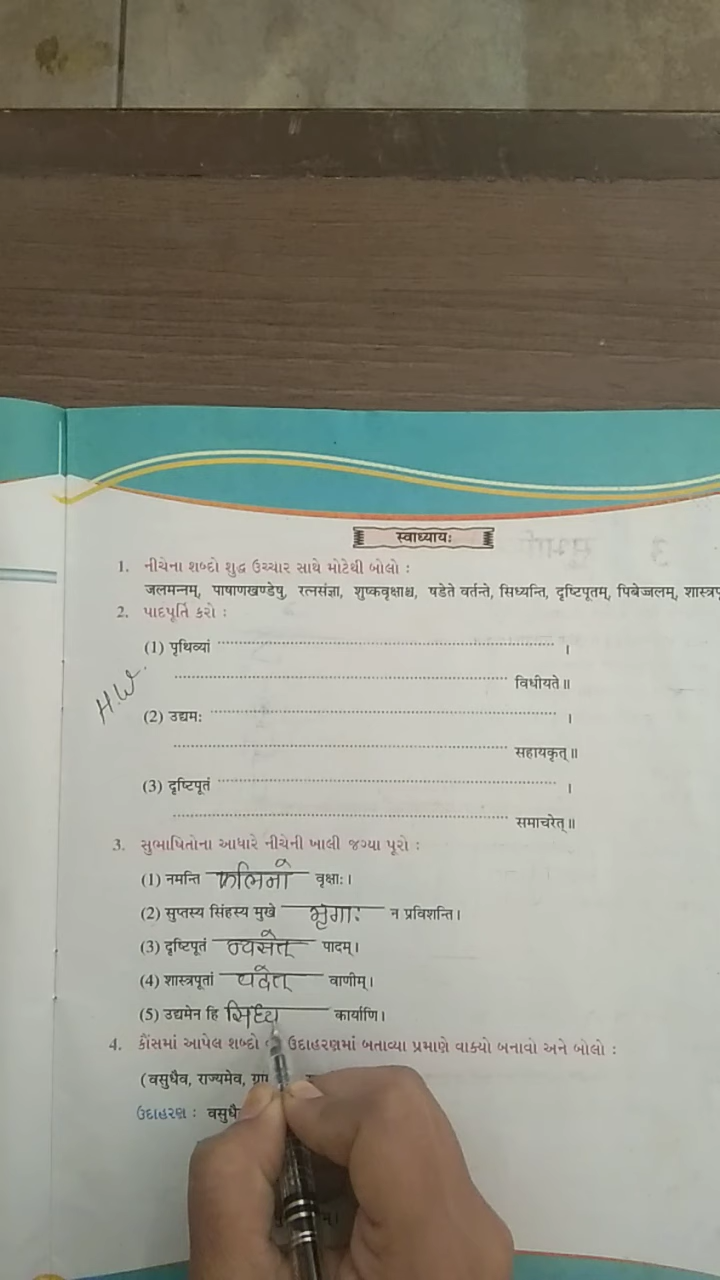 स्वाध्यायः
1. નીચેના શબ્દો શુદ્ધ ઉચ્ચાર સાથે મોટેથી બોલો :
जलमन्नम्, पाषाणखण्डेषु, रत्नसंज्ञा, शुष्कवृक्षाश्च, षडेते वर्तन्ते, सिध्यन्ति, दृष्टिपूतम्, पिबेज्जलम्, शास्त्रपू
2. પાદપૂર્તિ કરો :
(1) पृथिव्यां ........ ।
........ विधीयते॥
H.W.
(2) उद्यमः ........ ।
........ सहायकृत्॥
(3) दृष्टिपूतं ........ ।
........ समाचरेत्॥
3. સુભાષિતોના આધારે નીચેની ખાલી જગ્યા પૂરો :
(1) नमन्ति फलिनो वृक्षाः।
(2) सुप्तस्य सिंहस्य मुखे मृगाः न प्रविशन्ति।
(3) दृष्टिपूतं न्यसेत् पादम्।
(4) शास्त्रपूतां वदेत् वाणीम्।
(5) उद्यमेन हि सिध्य कार्याणि।
4. કૌંસમાં આપેલ શબ્દો ઉદાહરણમાં બતાવ્યા પ્રમાણે વાક્યો બનાવો અને બોલો :
(वसुधैव, राज्यमेव, ग्रा
ઉદાહરણ : वसुधै